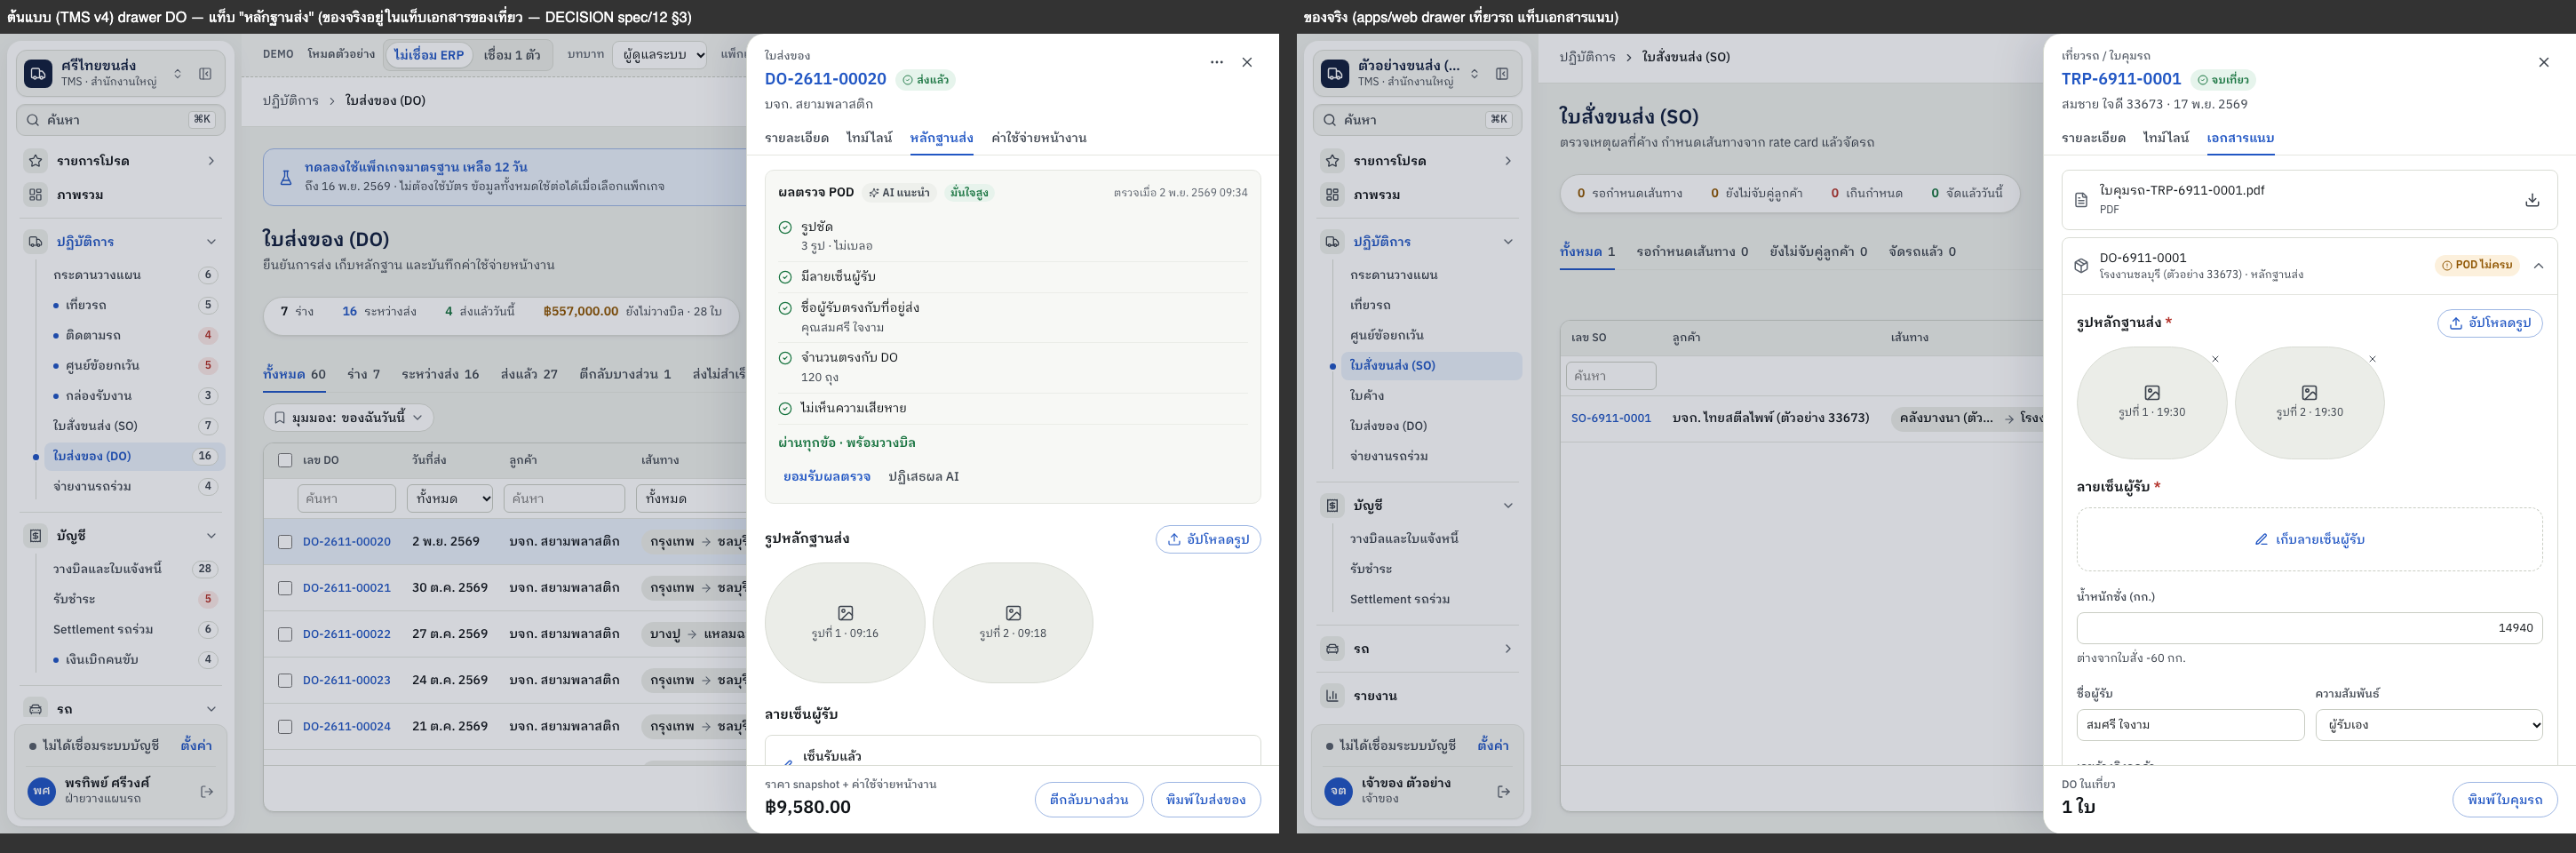 ต้นแบบ (TMS v4) drawer DO — แท็บ "หลักฐานส่ง" (ของจริงอยู่ในแท็บเอกสารของเที่ยว — DECISION spec/12 §3)
ศรีไทยขนส่ง
TMS · สำนักงานใหญ่
ค้นหา
⌘K
รายการโปรด
ภาพรวม
ปฏิบัติการ
กระดานวางแผน 6
เที่ยวรถ 5
ติดตามรถ 4
ศูนย์ข้อยกเว้น 5
กล่องรับงาน 3
ใบสั่งขนส่ง (SO) 7
ใบส่งของ (DO) 16
จ่ายงานรถร่วม 4
บัญชี
วางบิลและใบแจ้งหนี้ 28
รับชำระ 5
Settlement รถร่วม 6
เงินเบิกคนขับ 4
รถ
ไม่ได้เชื่อมระบบบัญชี ตั้งค่า
พศ
พรทิพย์ ศรีวงศ์
ฝ่ายวางแผนรถ
DEMO โหมดตัวอย่าง ไม่เชื่อม ERP เชื่อม 1 ตัว บทบาท ผู้ดูแลระบบ
ปฏิบัติการ > ใบส่งของ (DO)
ทดลองใช้แพ็กเกจมาตรฐาน เหลือ 12 วัน
ถึง 16 พ.ย. 2569 · ไม่ต้องใช้บัตร ข้อมูลทั้งหมดใช้ต่อได้เมื่อเลือกแพ็กเกจ
ใบส่งของ (DO)
ยืนยันการส่ง เก็บหลักฐาน และบันทึกค่าใช้จ่ายหน้างาน
7 ร่าง 16 ระหว่างส่ง 4 ส่งแล้ววันนี้ ฿557,000.00 ยังไม่วางบิล · 28 ใบ
ทั้งหมด 60 ร่าง 7 ระหว่างส่ง 16 ส่งแล้ว 27 ตีกลับบางส่วน 1
มุมมอง: ของฉันวันนี้
เลข DO วันที่ส่ง ลูกค้า เส้นทาง
ค้นหา ทั้งหมด ค้นหา ทั้งหมด
DO-2611-00020 2 พ.ย. 2569 บจก. สยามพลาสติก กรุงเทพ →
DO-2611-00021 30 ต.ค. 2569 บจก. สยามพลาสติก กรุงเทพ →
DO-2611-00022 27 ต.ค. 2569 บจก. สยามพลาสติก บางปู →
DO-2611-00023 24 ต.ค. 2569 บจก. สยามพลาสติก กรุงเทพ →
DO-2611-00024 21 ต.ค. 2569 บจก. สยามพลาสติก กรุงเทพ →
ใบส่งของ
DO-2611-00020 ส่งแล้ว
บจก. สยามพลาสติก
รายละเอียด ไทม์ไลน์ หลักฐานส่ง ค่าใช้จ่ายหน้างาน
ผลตรวจ POD AI แนะนำ มั่นใจสูง ตรวจเมื่อ 2 พ.ย. 2569 09:34
รูปชัด
3 รูป · ไม่เบลอ
มีลายเซ็นผู้รับ
ชื่อผู้รับตรงกับที่อยู่ส่ง
คุณสมศรี ใจงาม
จำนวนตรงกับ DO
120 ถุง
ไม่เห็นความเสียหาย
ผ่านทุกข้อ · พร้อมวางบิล
ยอมรับผลตรวจ ปฏิเสธผล AI
รูปหลักฐานส่ง อัปโหลดรูป
รูปที่ 1 · 09:16 รูปที่ 2 · 09:18
ลายเซ็นผู้รับ
เซ็นรับแล้ว
ราคา snapshot + ค่าใช้จ่ายหน้างาน
฿9,580.00
ตีกลับบางส่วน พิมพ์ใบส่งของ
ของจริง (apps/web drawer เที่ยวรถ แท็บเอกสารแนบ)
ตัวอย่างขนส่ง (...
TMS · สำนักงานใหญ่
ค้นหา
⌘K
รายการโปรด
ภาพรวม
ปฏิบัติการ
กระดานวางแผน
เที่ยวรถ
ศูนย์ข้อยกเว้น
ใบสั่งขนส่ง (SO)
ใบค้าง
ใบส่งของ (DO)
จ่ายงานรถร่วม
บัญชี
วางบิลและใบแจ้งหนี้
รับชำระ
Settlement รถร่วม
รถ
รายงาน
ไม่ได้เชื่อมระบบบัญชี ตั้งค่า
จต
เจ้าของ ตัวอย่าง
เจ้าของ
ปฏิบัติการ > ใบสั่งขนส่ง (SO)
ใบสั่งขนส่ง (SO)
ตรวจเหตุผลที่ค้าง กำหนดเส้นทางจาก rate card แล้วจัดรถ
0 รอกำหนดเส้นทาง 0 ยังไม่จับคู่ลูกค้า 0 เกินกำหนด 0 จัดแล้ววันนี้
ทั้งหมด 1 รอกำหนดเส้นทาง 0 ยังไม่จับคู่ลูกค้า 0 จัดรถแล้ว 0
เลข SO ลูกค้า เส้นทาง
ค้นหา
SO-6911-0001 บจก. ไทยสตีลไพพ์ (ตัวอย่าง 33673) คลังบางนา (ตัว... →
เที่ยวรถ / ใบคุมรถ
TRP-6911-0001 จบเที่ยว
สมชาย ใจดี 33673 · 17 พ.ย. 2569
รายละเอียด ไทม์ไลน์ เอกสารแนบ
ใบคุมรถ-TRP-6911-0001.pdf
PDF
DO-6911-0001
โรงงานชลบุรี (ตัวอย่าง 33673) · หลักฐานส่ง
POD ไม่ครบ
รูปหลักฐานส่ง * อัปโหลดรูป
รูปที่ 1 · 19:30 รูปที่ 2 · 19:30
ลายเซ็นผู้รับ *
เก็บลายเซ็นผู้รับ
น้ำหนักชั่ง (กก.)
14940
ต่างจากใบสั่ง -60 กก.
ชื่อผู้รับ ความสัมพันธ์
สมศรี ใจงาม ผู้รับเอง
DO ในเที่ยว
1 ใบ
พิมพ์ใบคุมรถ